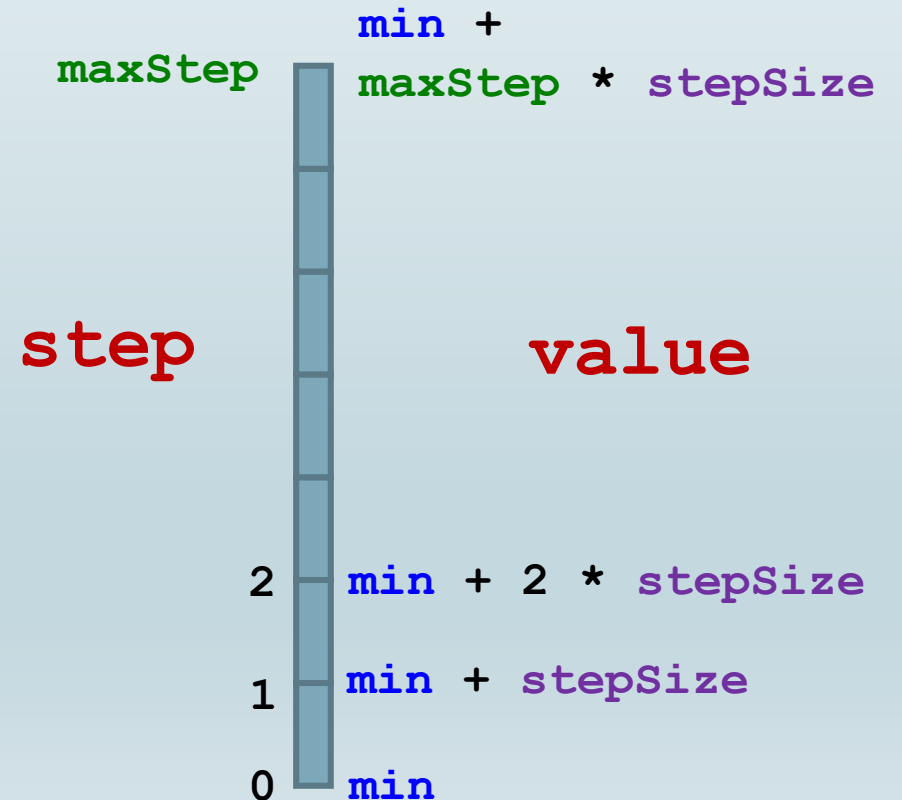 min +
maxStep maxStep * stepSize
step value
2 min + 2 * stepSize
1 min + stepSize
0 min